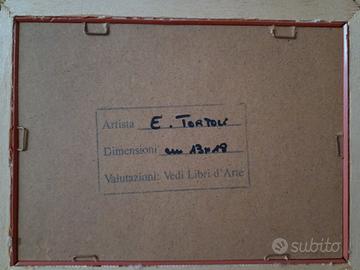 Artista E. Tortoli
Dimensioni cm 13x18
Valutazioni: Vedi Libri d'Arte
subito